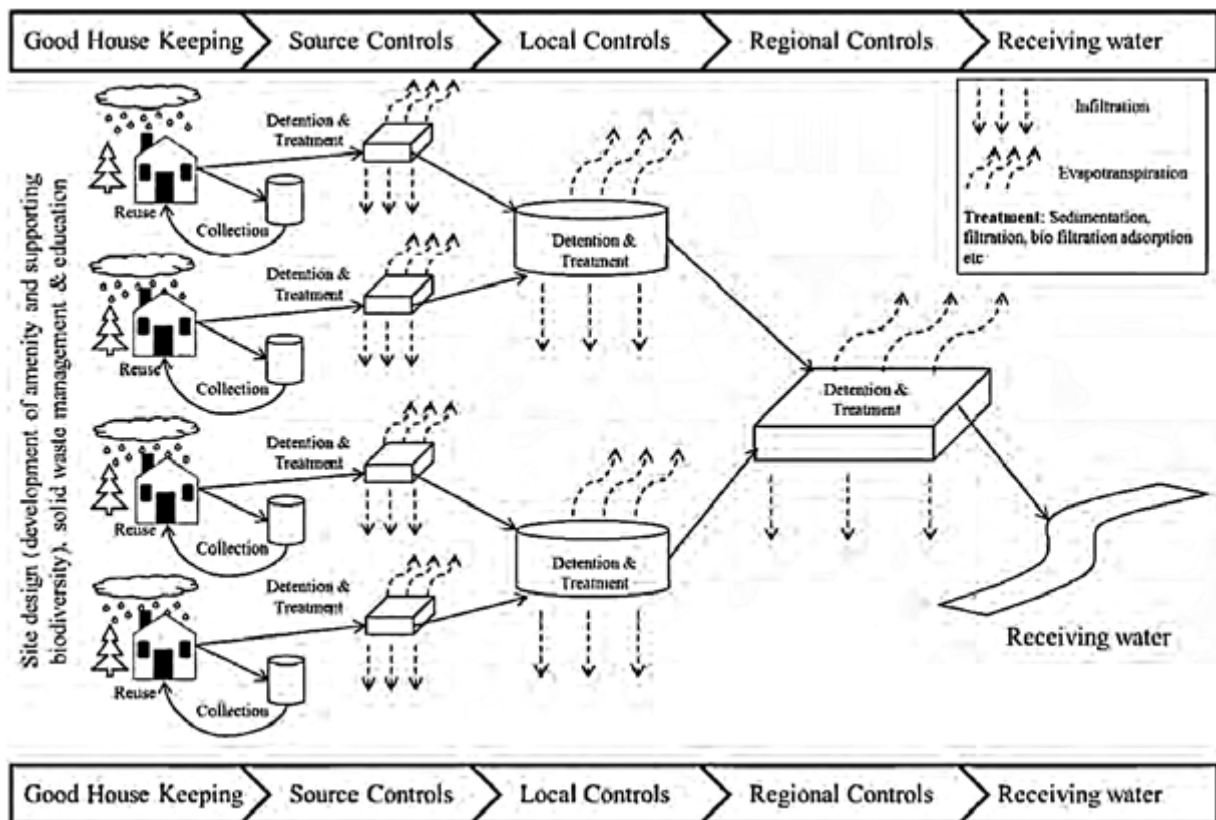 Good House Keeping
Source Controls
Local Controls
Regional Controls
Receiving water
Site design (development of amenity and supporting
biodiversity), solid waste management & education
Reuse
Collection
Detention &
Treatment
Reuse
Collection
Detention &
Treatment
Reuse
Collection
Detention &
Treatment
Reuse
Collection
Detention &
Treatment
Detention &
Treatment
Detention &
Treatment
Detention &
Treatment
Infiltration
Evapotranspiration
Treatment: Sedimentation,
filtration, bio filtration adsorption
etc
Receiving water
Good House Keeping
Source Controls
Local Controls
Regional Controls
Receiving water